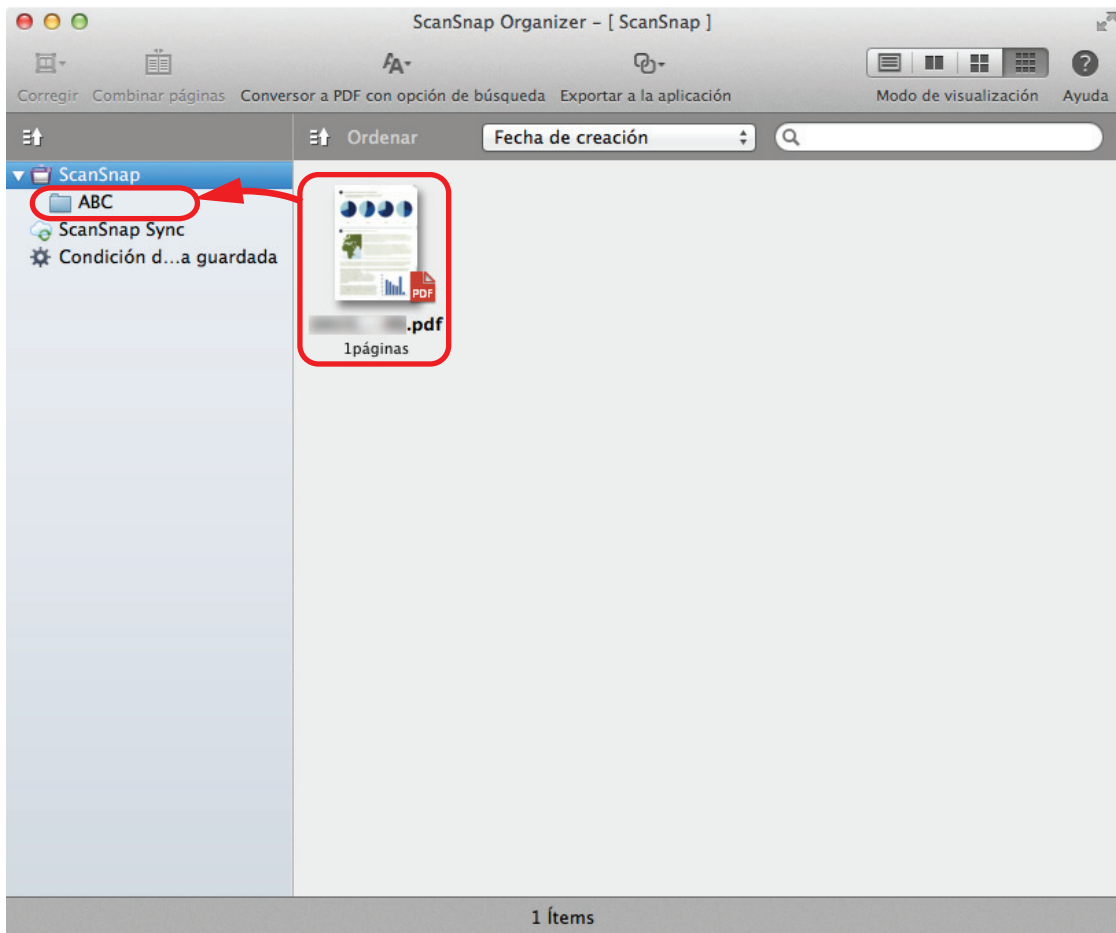 ScanSnap Organizer – [ ScanSnap ]
Corregir Combinar páginas Conversor a PDF con opción de búsqueda Exportar a la aplicación Modo de visualización Ayuda
Ordenar Fecha de creación
ScanSnap
ABC
ScanSnap Sync
Condición d...a guardada
PDF
.pdf
1páginas
1 Ítems